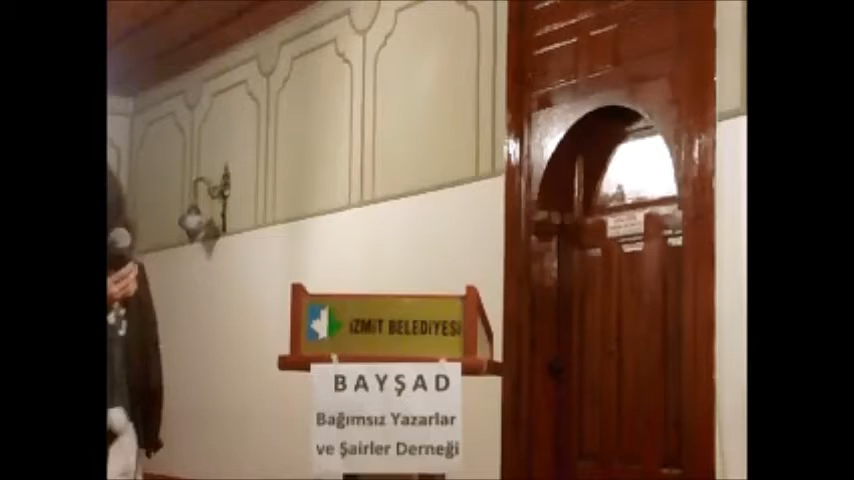 İZMİT BELEDİYESİ
BAYŞAD
Bağımsız Yazarlar
ve Şairler Derneği